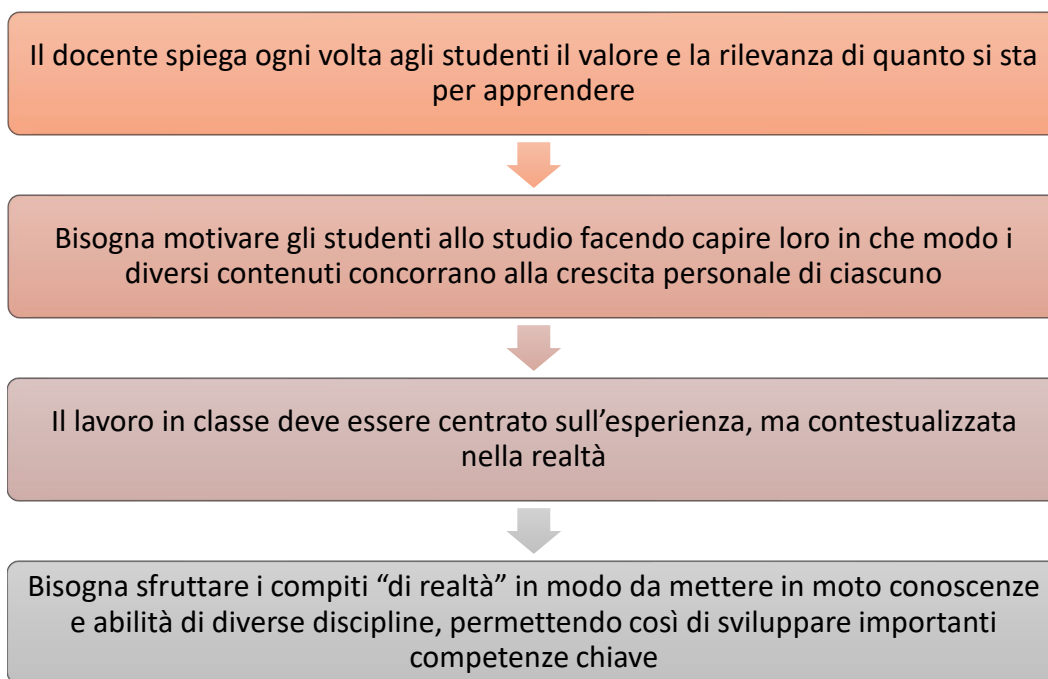 Il docente spiega ogni volta agli studenti il valore e la rilevanza di quanto si sta
per apprendere
Bisogna motivare gli studenti allo studio facendo capire loro in che modo i
diversi contenuti concorrano alla crescita personale di ciascuno
Il lavoro in classe deve essere centrato sull’esperienza, ma contestualizzata
nella realtà
Bisogna sfruttare i compiti “di realtà” in modo da mettere in moto conoscenze
e abilità di diverse discipline, permettendo così di sviluppare importanti
competenze chiave